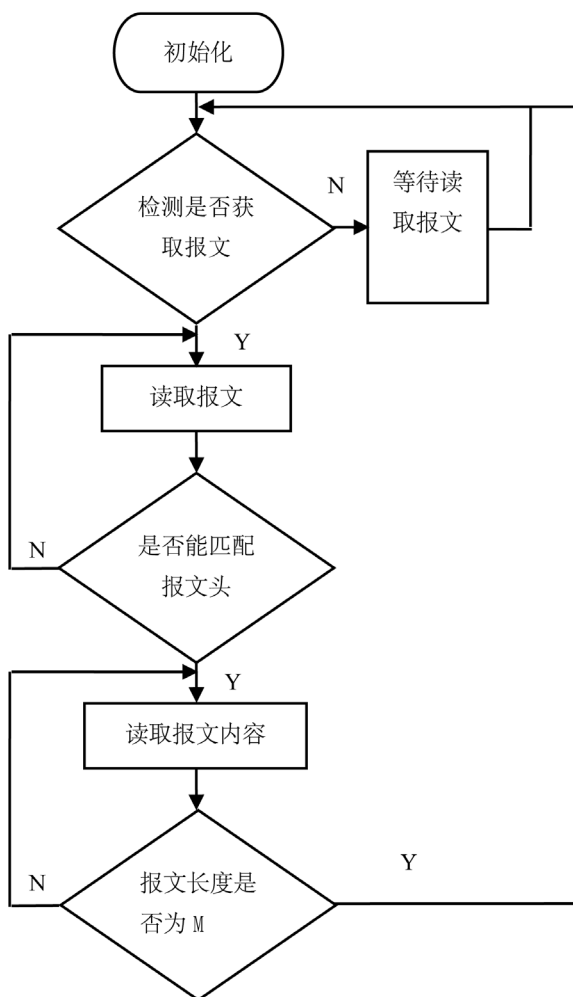 初始化
检测是否获
取报文
N
等待读
取报文
Y
读取报文
N
是否能匹配
报文头
Y
读取报文内容
N
报文长度是
否为 M
Y